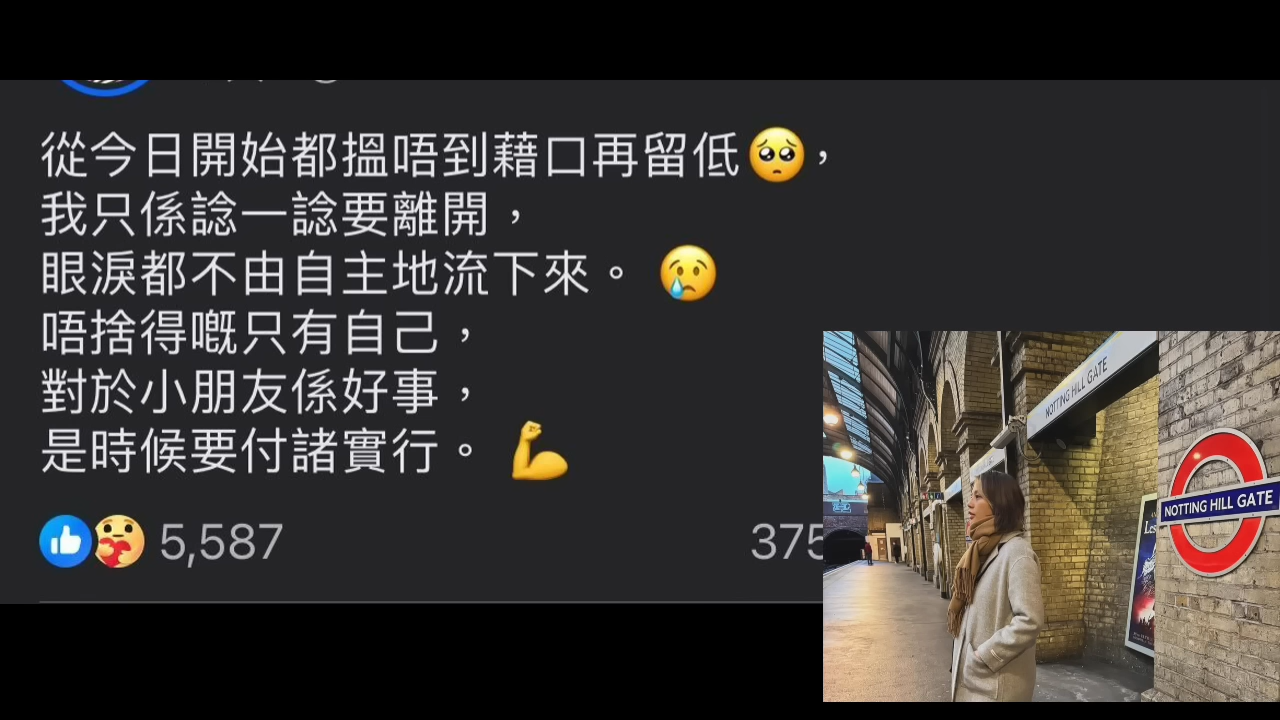 從今日開始都搵唔到藉口再留低🥺，
我只係諗一諗要離開，
眼淚都不由自主地流下來。😢
唔捨得嘅只有自己，
對於小朋友係好事，
是時候要付諸實行。💪
5,587
375
NOTTING HILL GATE
NOTTING HILL GATE